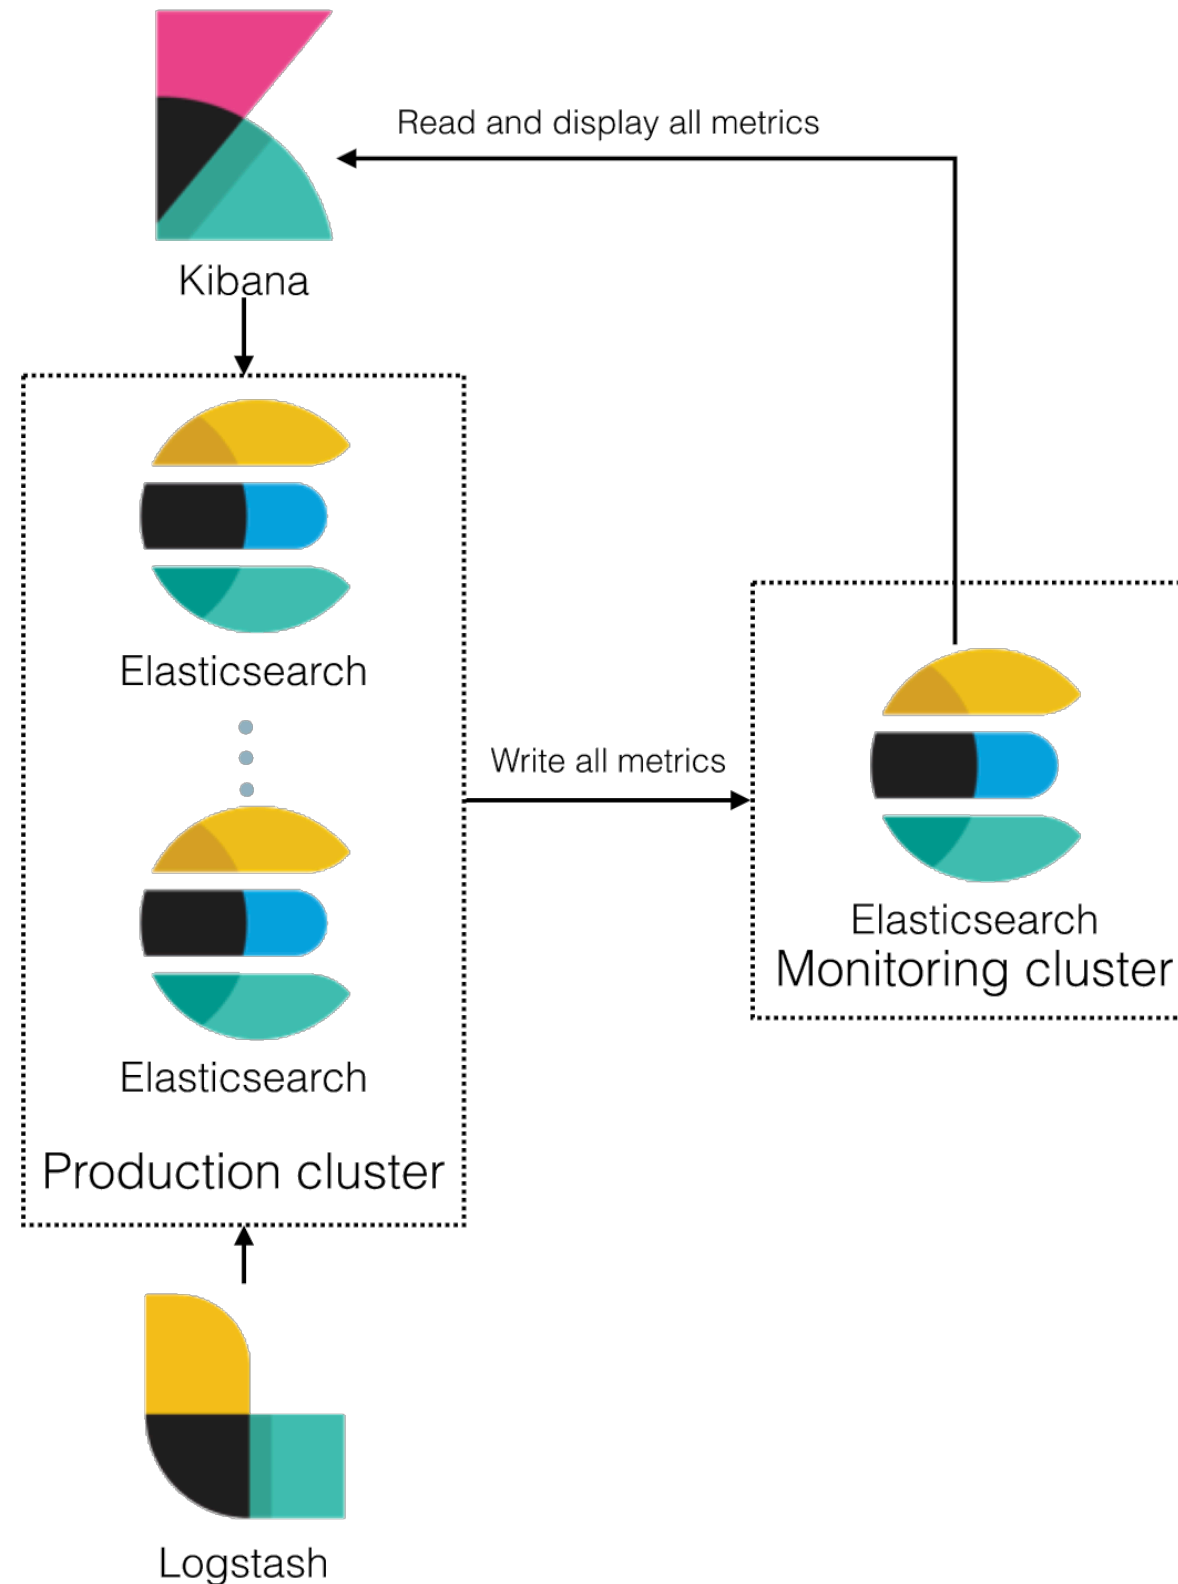 Read and display all metrics
Kibana
Elasticsearch
Write all metrics
Elasticsearch
Monitoring cluster
Elasticsearch
Production cluster
Logstash